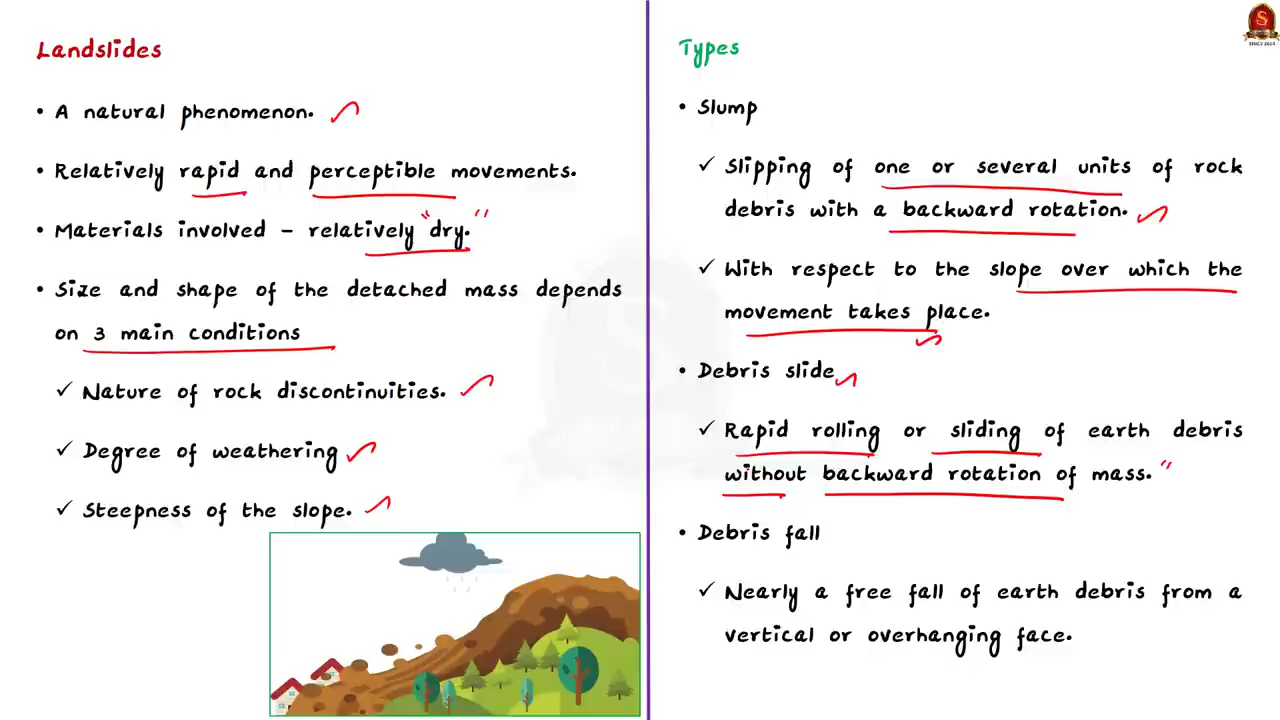 Landslides
• A natural phenomenon.
• Relatively rapid and perceptible movements.
• Materials involved – relatively "dry."
• Size and shape of the detached mass depends
on 3 main conditions
✓ Nature of rock discontinuities.
✓ Degree of weathering
✓ Steepness of the slope.
Types
• Slump
✓ Slipping of one or several units of rock
debris with a backward rotation.
✓ With respect to the slope over which the
movement takes place.
• Debris slide
✓ Rapid rolling or sliding of earth debris
without backward rotation of mass."
• Debris fall
✓ Nearly a free fall of earth debris from a
vertical or overhanging face.
S
SINCE 2014